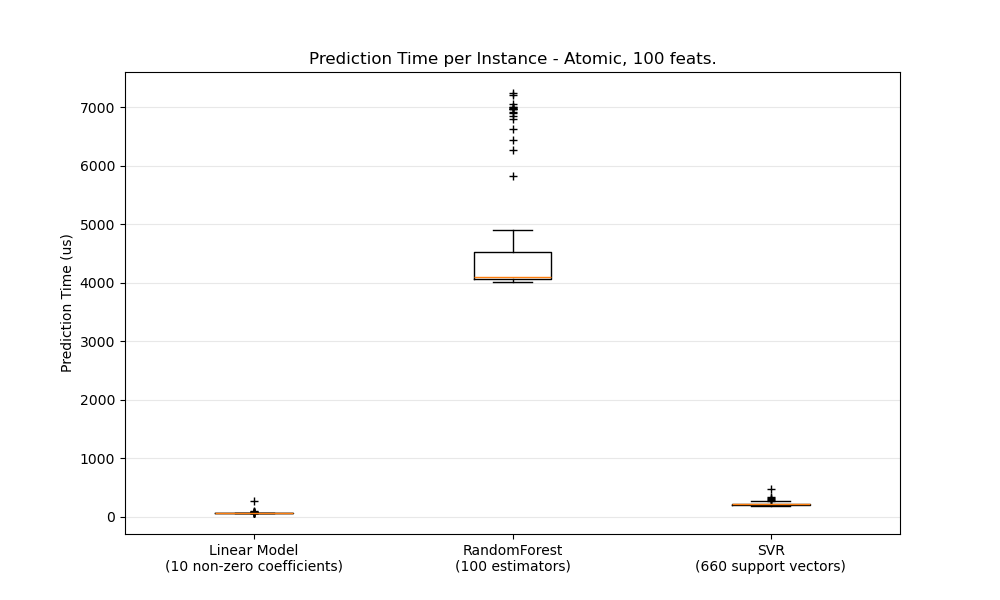 Prediction Time per Instance - Atomic, 100 feats.
Prediction Time (us)
7000
6000
5000
4000
3000
2000
1000
0
Linear Model
(10 non-zero coefficients)
RandomForest
(100 estimators)
SVR
(660 support vectors)